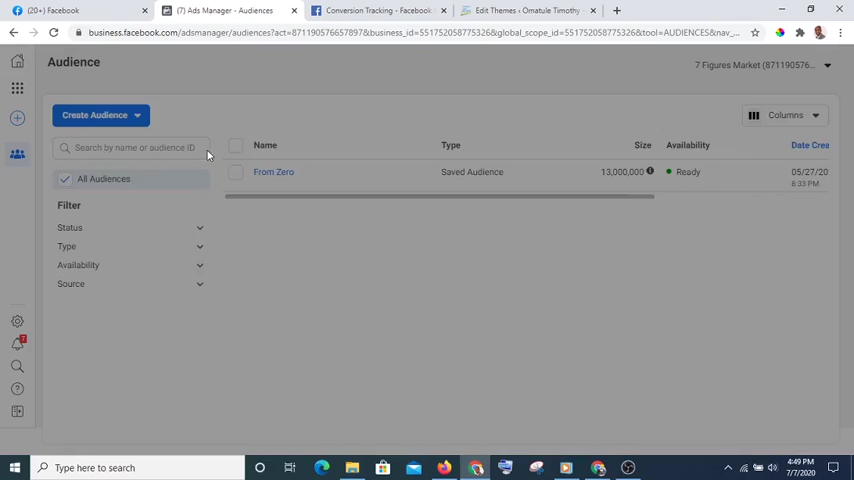 (20+) Facebook
(7) Ads Manager - Audiences
Conversion Tracking - Facebook
Edit Themes ‹ Omatule Timothy -
business.facebook.com/adsmanager/audiences?act=871190576657897&business_id=551752058775326&global_scope_id=551752058775326&tool=AUDIENCES&nav_...
Audience
7 Figures Market (871190576...
Create Audience
Columns
Search by name or audience ID
Name
Type
Size
Availability
Date Crea
From Zero
Saved Audience
13,000,000
Ready
05/27/20
8:33 PM
All Audiences
Filter
Status
Type
Availability
Source
7
Type here to search
4:49 PM
7/7/2020